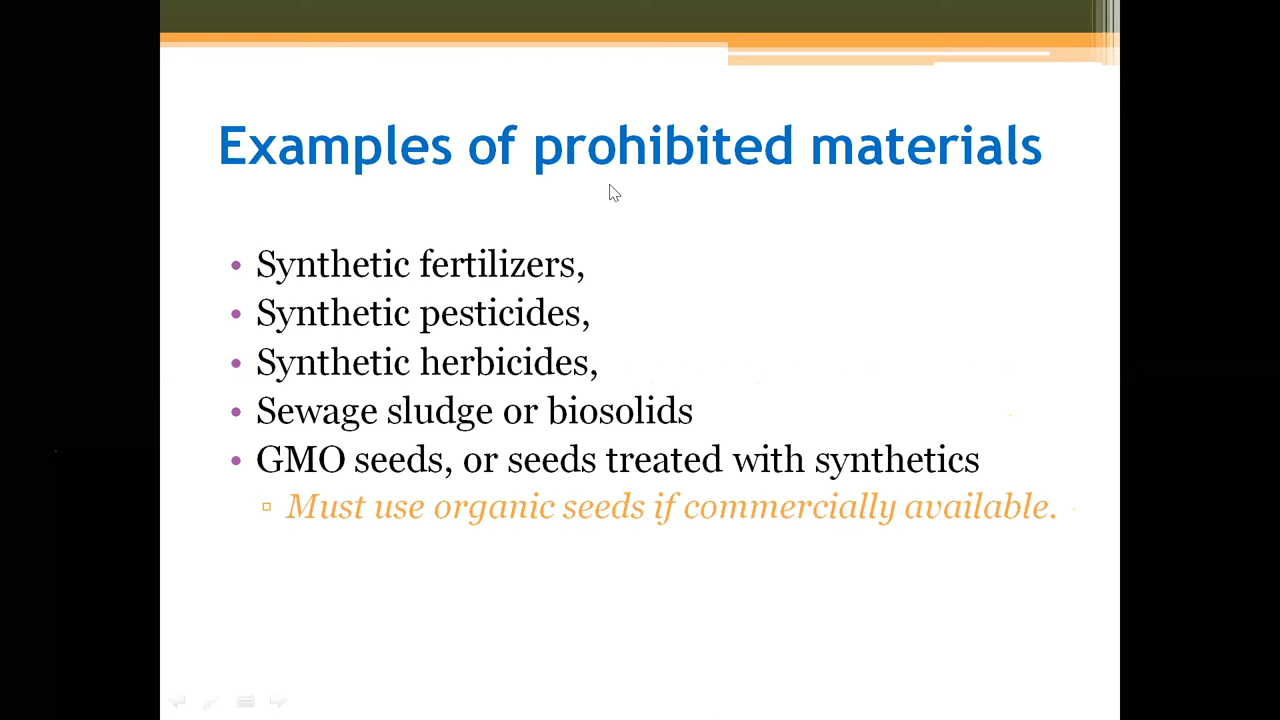 Examples of prohibited materials
• Synthetic fertilizers,
• Synthetic pesticides,
• Synthetic herbicides,
• Sewage sludge or biosolids
• GMO seeds, or seeds treated with synthetics
▫ Must use organic seeds if commercially available.